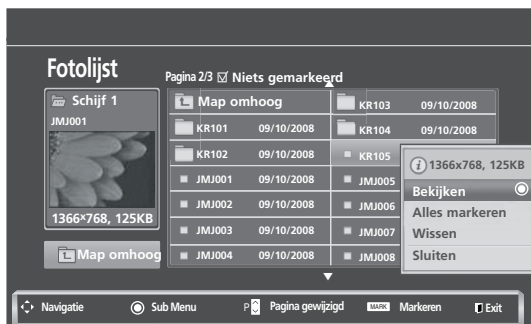 Fotolijst
Pagina 2/3 ☑ Niets gemarkeerd
Schijf 1
JMJ001
1366×768, 125KB
Map omhoog
Map omhoog
KR101 09/10/2008
KR102 09/10/2008
JMJ001 09/10/2008
JMJ002 09/10/2008
JMJ003 09/10/2008
JMJ004 09/10/2008
KR103 09/10/2008
KR104 09/10/2008
KR105
JMJ005
JMJ006
JMJ007
JMJ008
1366x768, 125KB
Bekijken
Alles markeren
Wissen
Sluiten
Navigatie Sub Menu P Pagina gewijzigd MARK Markeren Exit